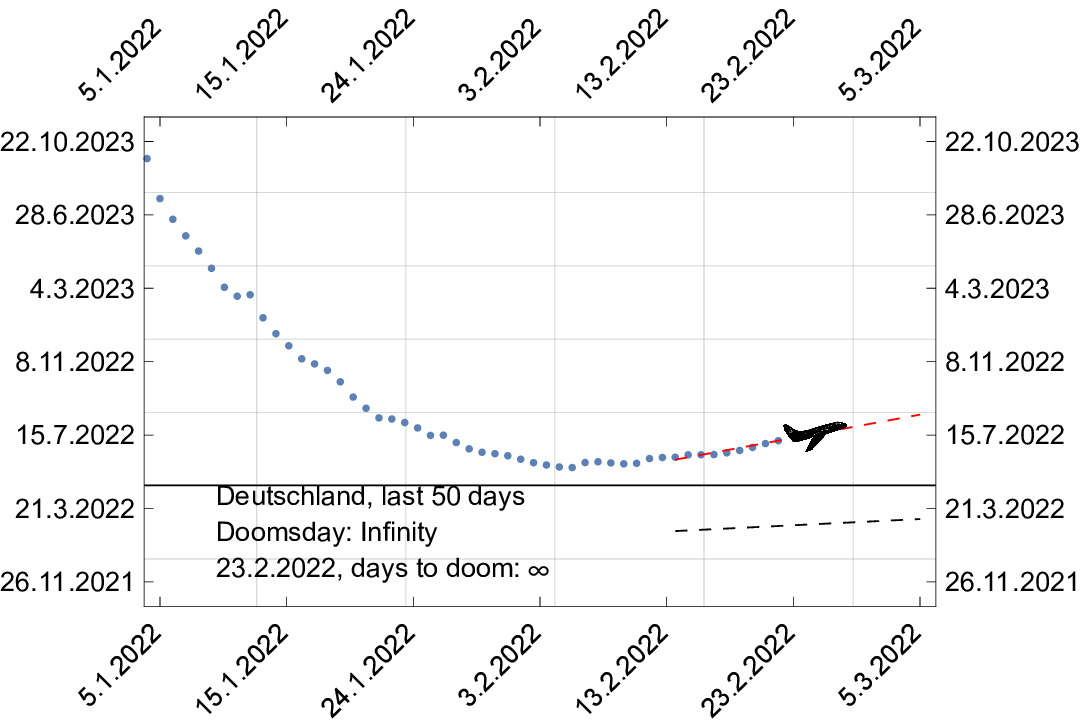 5.1.2022 15.1.2022 24.1.2022 3.2.2022 13.2.2022 23.2.2022 5.3.2022
22.10.2023 22.10.2023
28.6.2023 28.6.2023
4.3.2023 4.3.2023
8.11.2022 8.11.2022
15.7.2022 15.7.2022
Deutschland, last 50 days
21.3.2022 21.3.2022
Doomsday: Infinity
23.2.2022, days to doom: ∞
26.11.2021 26.11.2021
5.1.2022 15.1.2022 24.1.2022 3.2.2022 13.2.2022 23.2.2022 5.3.2022